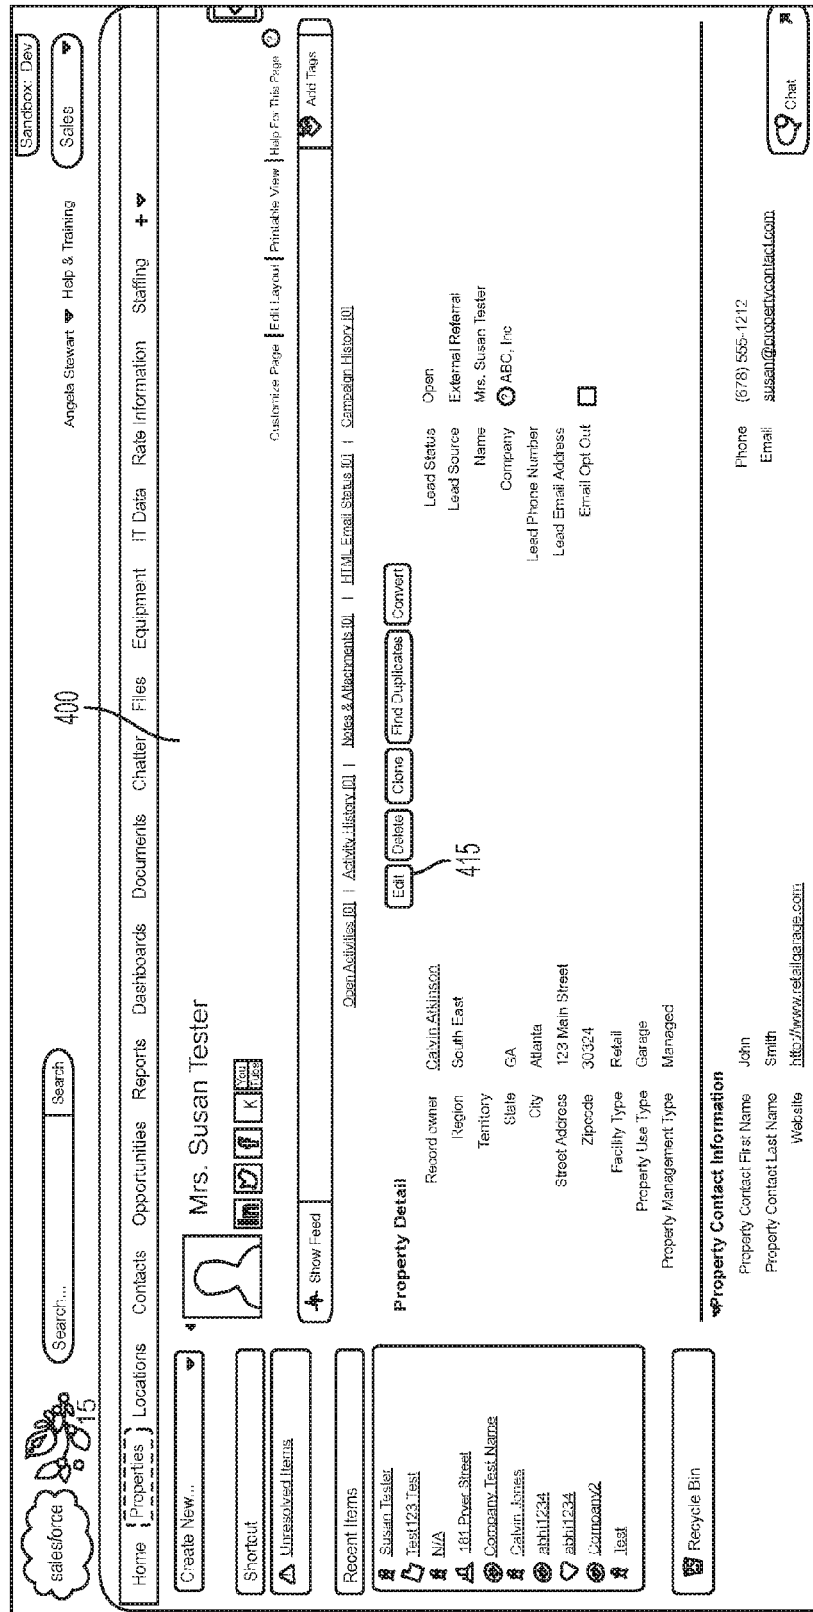 Sandbox: Dev
salesforce
15
Search... Search
Angela Stewart Help & Training Sales
Home Properties Locations Contacts Opportunities Reports Dashboards Documents Chatter Files Equipment IT Data Rate Information Staffing +
400
Create New...
Shortcut
Unresolved Items
Recent Items
Susan Tester
Test123 Test
N/A
181 River Street
Company Test Name
Calvin Jones
abhi1234
abhi1234
Company2
Test
Recycle Bin
Mrs. Susan Tester
in f K You Tube
Customize Page | Edit Layout | Printable View | Help For This Page ?
Show Feed
Add Tags
Open Activities [0] | Activity History [0] | Notes & Attachments [0] | HTML Email Status [0] | Campaign History [0]
Property Detail
Edit Delete Clone Find Duplicates Convert
415
Record owner Calvin Atkinson
Region South East
Territory
State GA
City Atlanta
Street Address 123 Main Street
Zipcode 30324
Facility Type Retail
Property Use Type Garage
Property Management Type Managed
Lead Status Open
Lead Source External Referral
Name Mrs. Susan Tester
Company ? ABC, Inc
Lead Phone Number
Lead Email Address
Email Opt Out
Property Contact Information
Property Contact First Name John
Property Contact Last Name Smith
Website http://www.retailgarage.com
Phone (678) 555-1212
Email susan@propertycontact.com
Chat